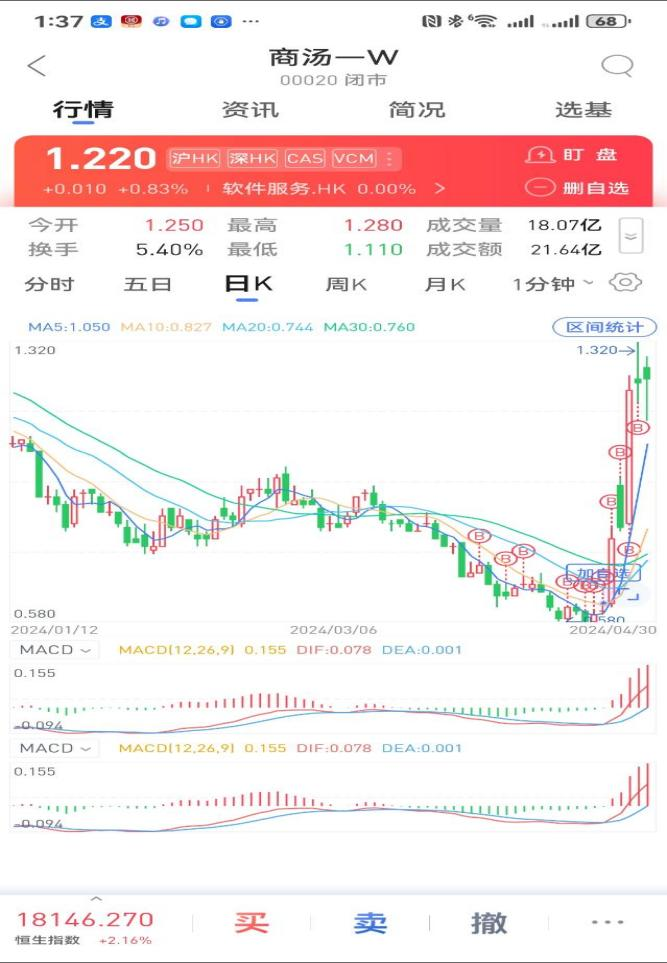 1:37 68
商汤一W
00020 闭市
行情 资讯 简况 选基
1.220 沪HK 深HK CAS VCM 盯 盘
+0.010 +0.83% 软件服务.HK 0.00% > 删自选
今开 1.250 最高 1.280 成交量 18.07亿
换手 5.40% 最低 1.110 成交额 21.64亿
分时 五日 日K 周K 月K 1分钟
MA5:1.050 MA10:0.827 MA20:0.744 MA30:0.760 区间统计
1.320 1.320→
B
B
B
B
B
B
B
B
加自选
0.580 0.580
2024/01/12 2024/03/06 2024/04/30
MACD MACD(12,26,9) 0.155 DIF:0.078 DEA:0.001
0.155
-0.094
MACD MACD(12,26,9) 0.155 DIF:0.078 DEA:0.001
0.155
-0.094
18146.270 买 卖 撤 ···
恒生指数 +2.16%